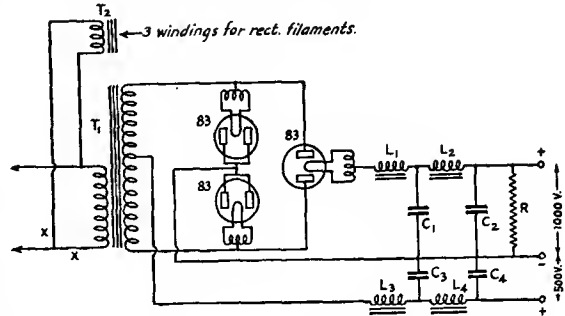 T2
3 windings for rect. filaments.
T1
83
83
83
L1
L2
+
C1
C2
R
1000 V.
-
X
X
C3
C4
500V.
L3
L4
+